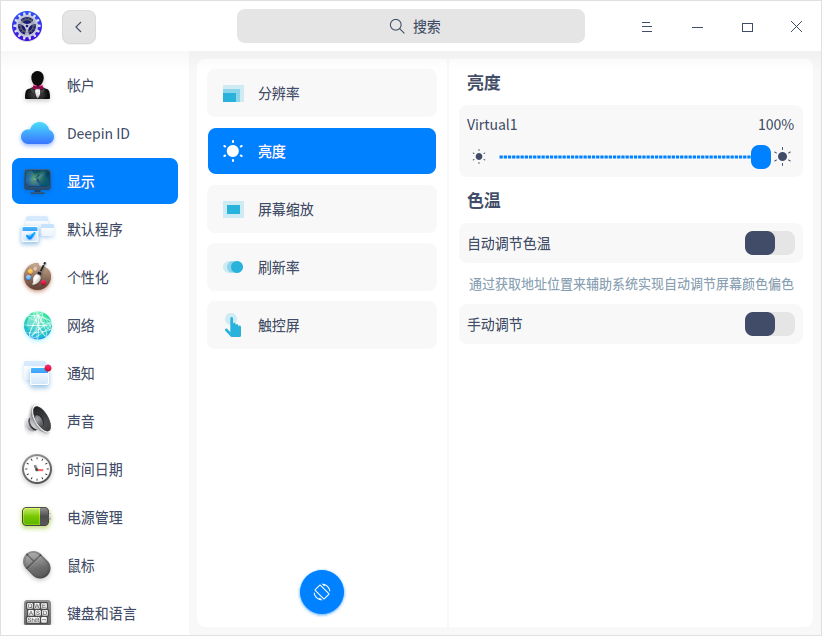 搜索
帐户
Deepin ID
显示
默认程序
个性化
网络
通知
声音
时间日期
电源管理
鼠标
键盘和语言
分辨率
亮度
屏幕缩放
刷新率
触控屏
亮度
Virtual1 100%
色温
自动调节色温
通过获取地址位置来辅助系统实现自动调节屏幕颜色偏色
手动调节